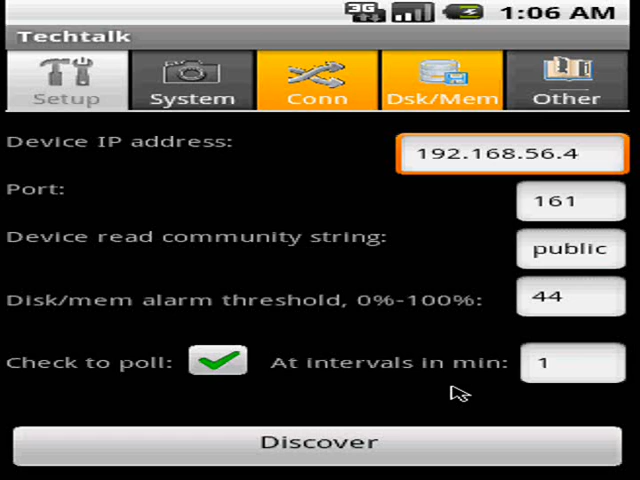 3G 1:06 AM
Techtalk
Setup System Conn Dsk/Mem Other
Device IP address: 192.168.56.4
Port: 161
Device read community string: public
Disk/mem alarm threshold, 0%-100%: 44
Check to poll: At intervals in min: 1
Discover